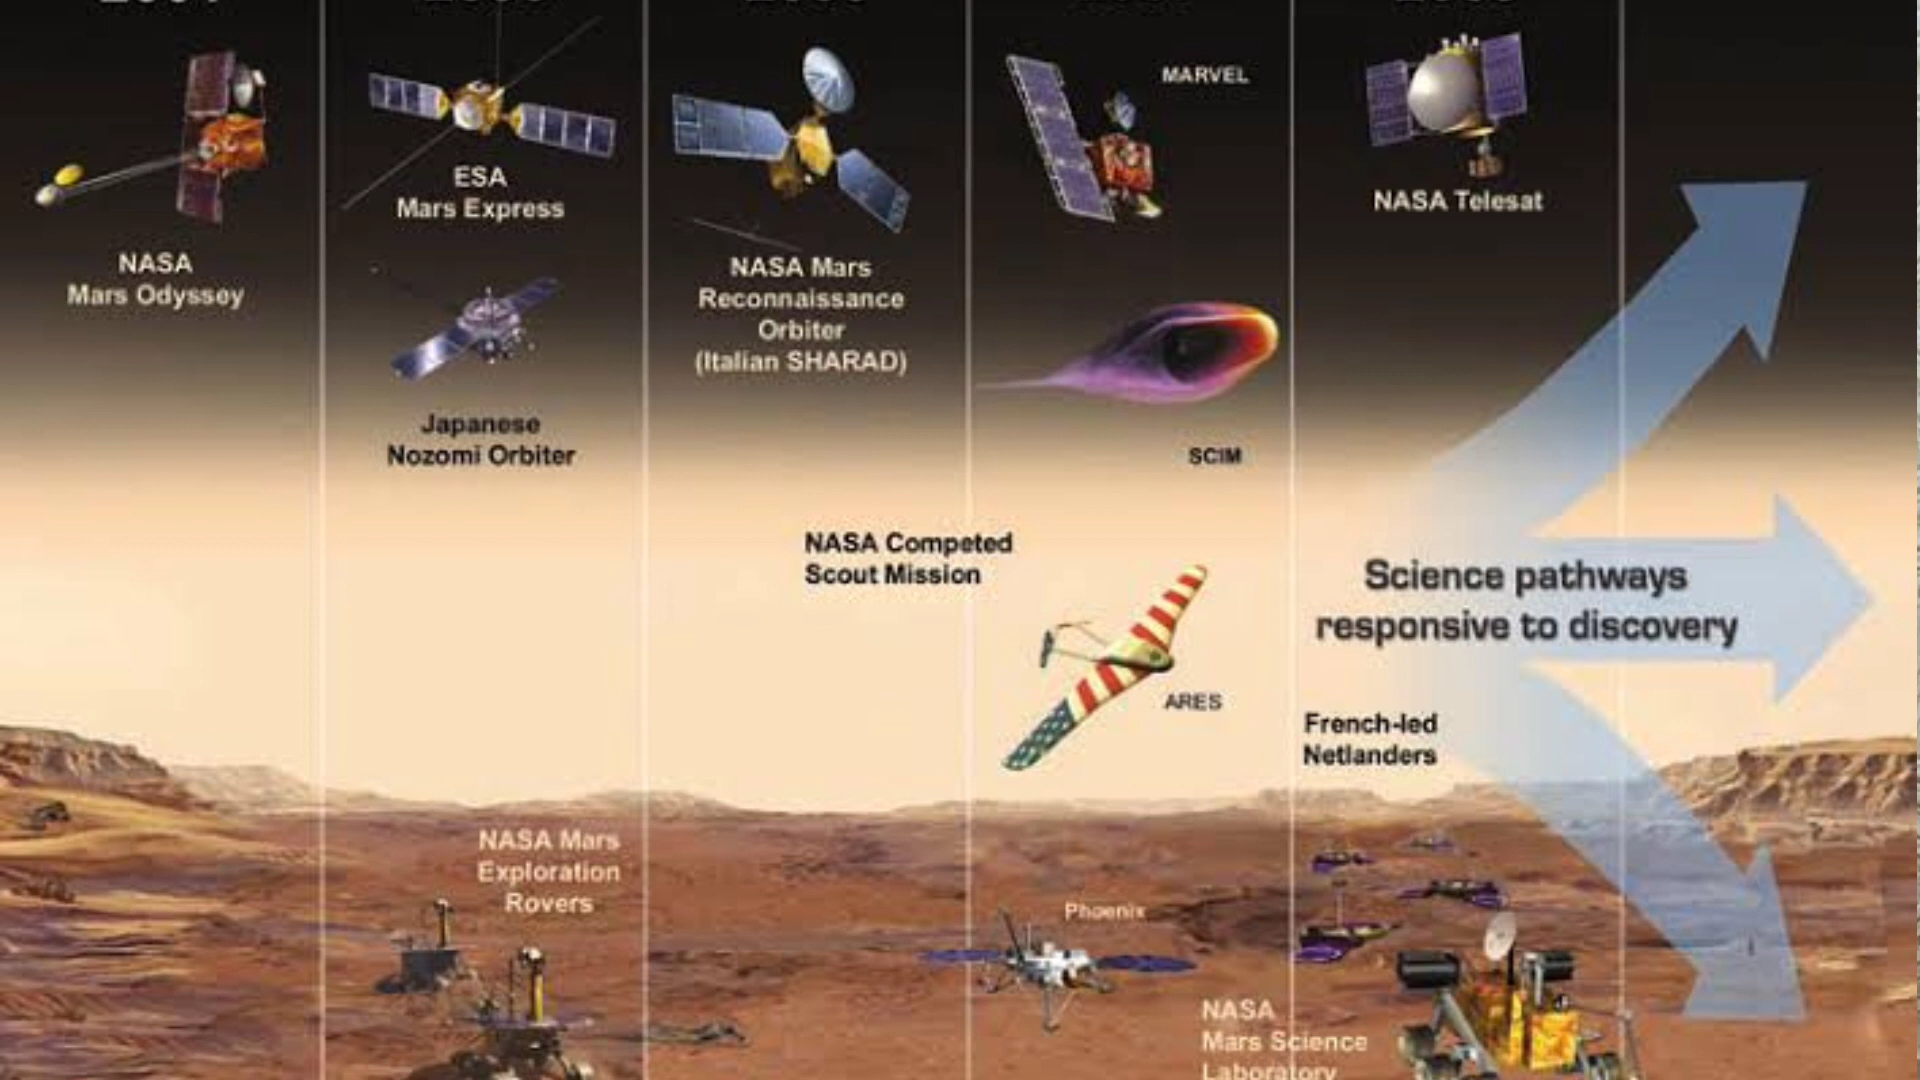 NASA
Mars Odyssey
ESA
Mars Express
Japanese
Nozomi Orbiter
NASA Mars
Exploration
Rovers
NASA Mars
Reconnaissance
Orbiter
(Italian SHARAD)
NASA Competed
Scout Mission
MARVEL
SCIM
ARES
Phoenix
NASA Telesat
Science pathways
responsive to discovery
French-led
Netlanders
NASA
Mars Science
Laboratory